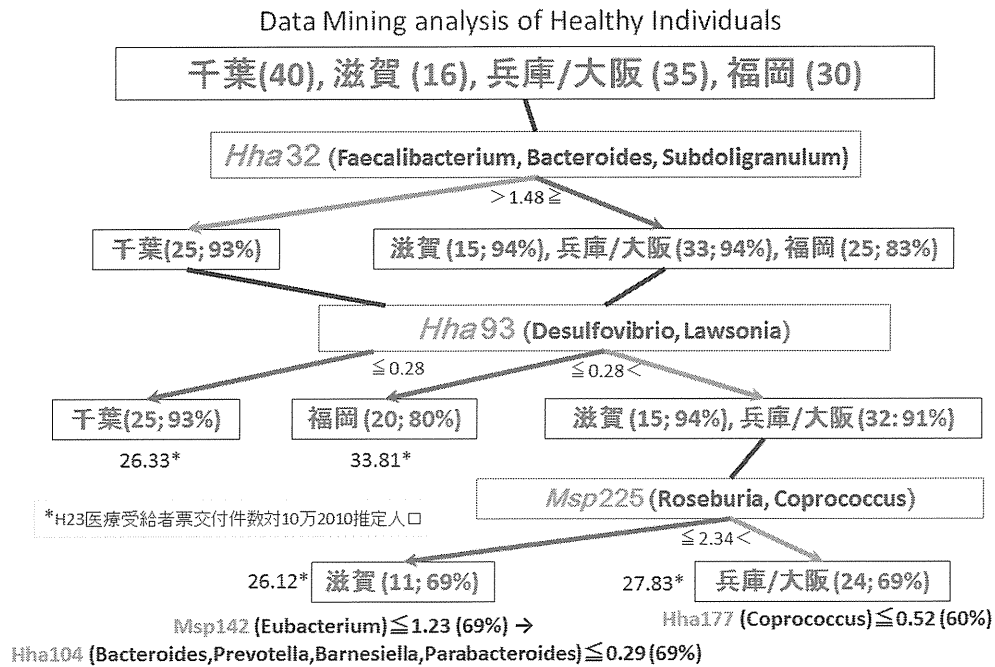 Data Mining analysis of Healthy Individuals
千葉(40), 滋賀 (16), 兵庫/大阪 (35), 福岡 (30)
Hha32 (Faecalibacterium, Bacteroides, Subdoligranulum)
＞1.48≧
千葉(25; 93%)
滋賀 (15; 94%), 兵庫/大阪 (33; 94%), 福岡 (25; 83%)
Hha93 (Desulfovibrio, Lawsonia)
≦0.28
≦0.28＜
千葉(25; 93%)
福岡 (20; 80%)
滋賀 (15; 94%), 兵庫/大阪 (32: 91%)
26.33*
33.81*
Msp225 (Roseburia, Coprococcus)
*H23医療受給者票交付件数対10万2010推定人口
≦2.34＜
26.12*
滋賀 (11; 69%)
27.83*
兵庫/大阪 (24; 69%)
Msp142 (Eubacterium)≦1.23 (69%) →
Hha177 (Coprococcus)≦0.52 (60%)
Hha104 (Bacteroides,Prevotella,Barnesiella,Parabacteroides)≦0.29 (69%)